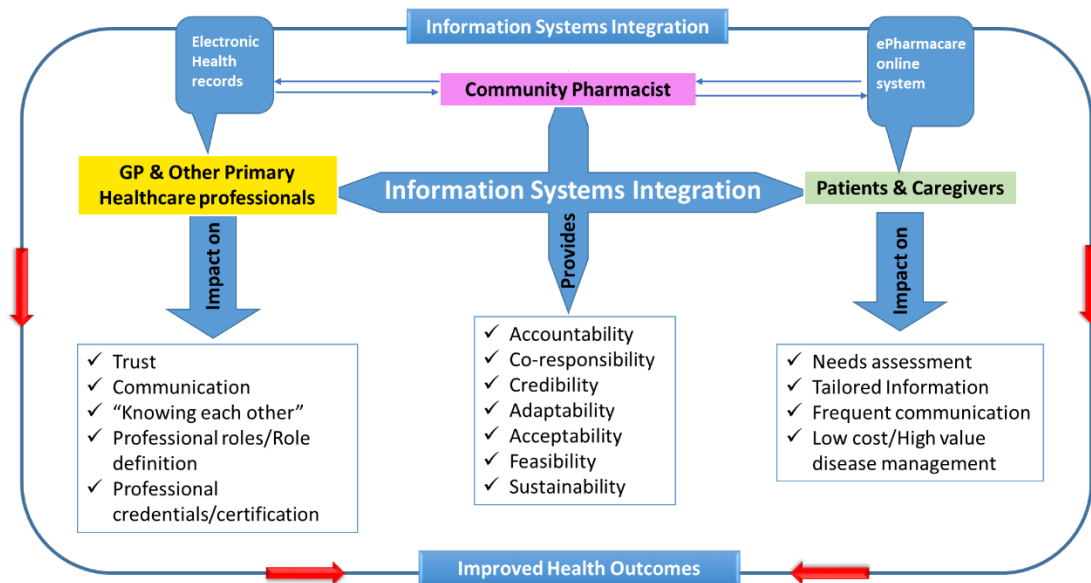 Information Systems Integration
Electronic
Health
records
ePharmacare
online
system
Community Pharmacist
GP & Other Primary
Healthcare professionals
Information Systems Integration
Patients & Caregivers
Impact on
Provides
Impact on
✓ Trust
✓ Communication
✓ “Knowing each other”
✓ Professional roles/Role
definition
✓ Professional
credentials/certification
✓ Accountability
✓ Co-responsibility
✓ Credibility
✓ Adaptability
✓ Acceptability
✓ Feasibility
✓ Sustainability
✓ Needs assessment
✓ Tailored Information
✓ Frequent communication
✓ Low cost/High value
disease management
Improved Health Outcomes